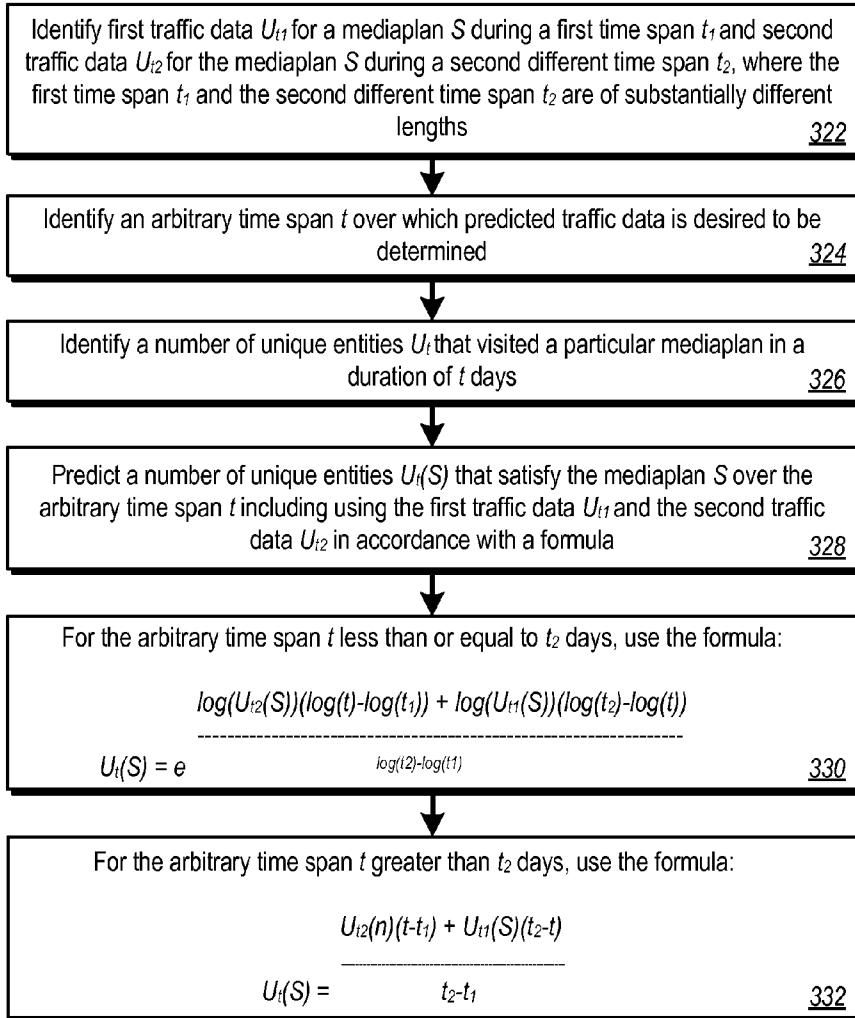 Identify first traffic data Ut1 for a mediaplan S during a first time span t1 and second
traffic data Ut2 for the mediaplan S during a second different time span t2, where the
first time span t1 and the second different time span t2 are of substantially different
lengths
322
Identify an arbitrary time span t over which predicted traffic data is desired to be
determined
324
Identify a number of unique entities Ut that visited a particular mediaplan in a
duration of t days
326
Predict a number of unique entities Ut(S) that satisfy the mediaplan S over the
arbitrary time span t including using the first traffic data Ut1 and the second traffic
data Ut2 in accordance with a formula
328
For the arbitrary time span t less than or equal to t2 days, use the formula:
log(Ut2(S))(log(t)-log(t1)) + log(Ut1(S))(log(t2)-log(t))
------------------------------------------------------------
Ut(S) = e log(t2)-log(t1)
330
For the arbitrary time span t greater than t2 days, use the formula:
Ut2(n)(t-t1) + Ut1(S)(t2-t)
------------------------------------------------------------
Ut(S) = t2-t1
332